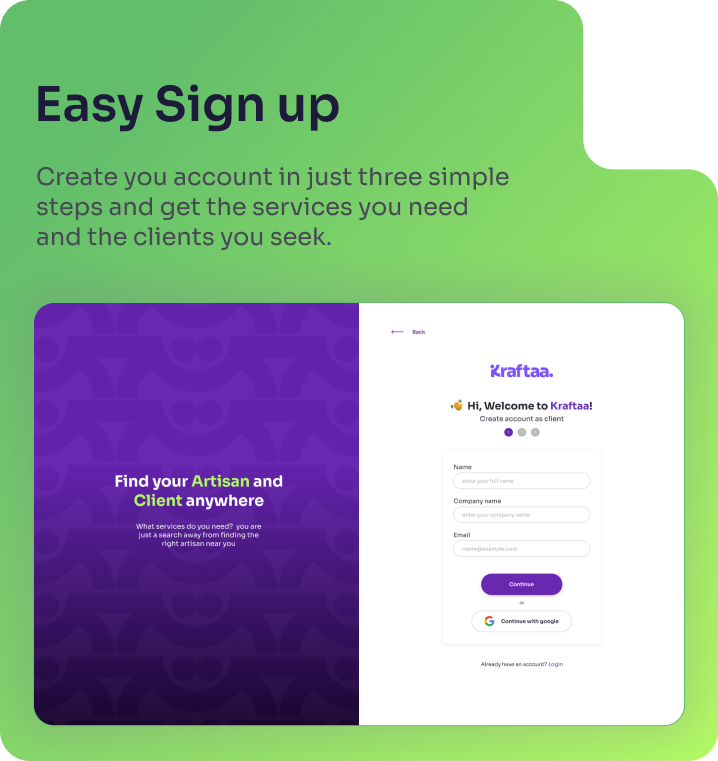 Easy Sign up
Create you account in just three simple
steps and get the services you need
and the clients you seek.
Find your Artisan and
Client anywhere
What services do you need? you are
just a search away from finding the
right artisan near you
Back
Kraftaa.
Hi, Welcome to Kraftaa!
Create account as client
1 2 3
Name
enter your full name
Company name
enter your company name
Email
name@example.com
Continue
or
Continue with google
Already have an account? Login